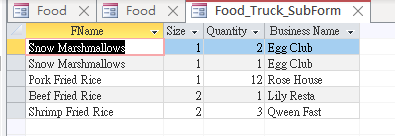 Food Food Food_Truck_SubForm
FName Size Quantity Business Name
Snow Marshmallows 1 2 Egg Club
Snow Marshmallows 1 1 Egg Club
Pork Fried Rice 1 12 Rose House
Beef Fried Rice 2 1 Lily Resta
Shrimp Fried Rice 2 3 Qween Fast